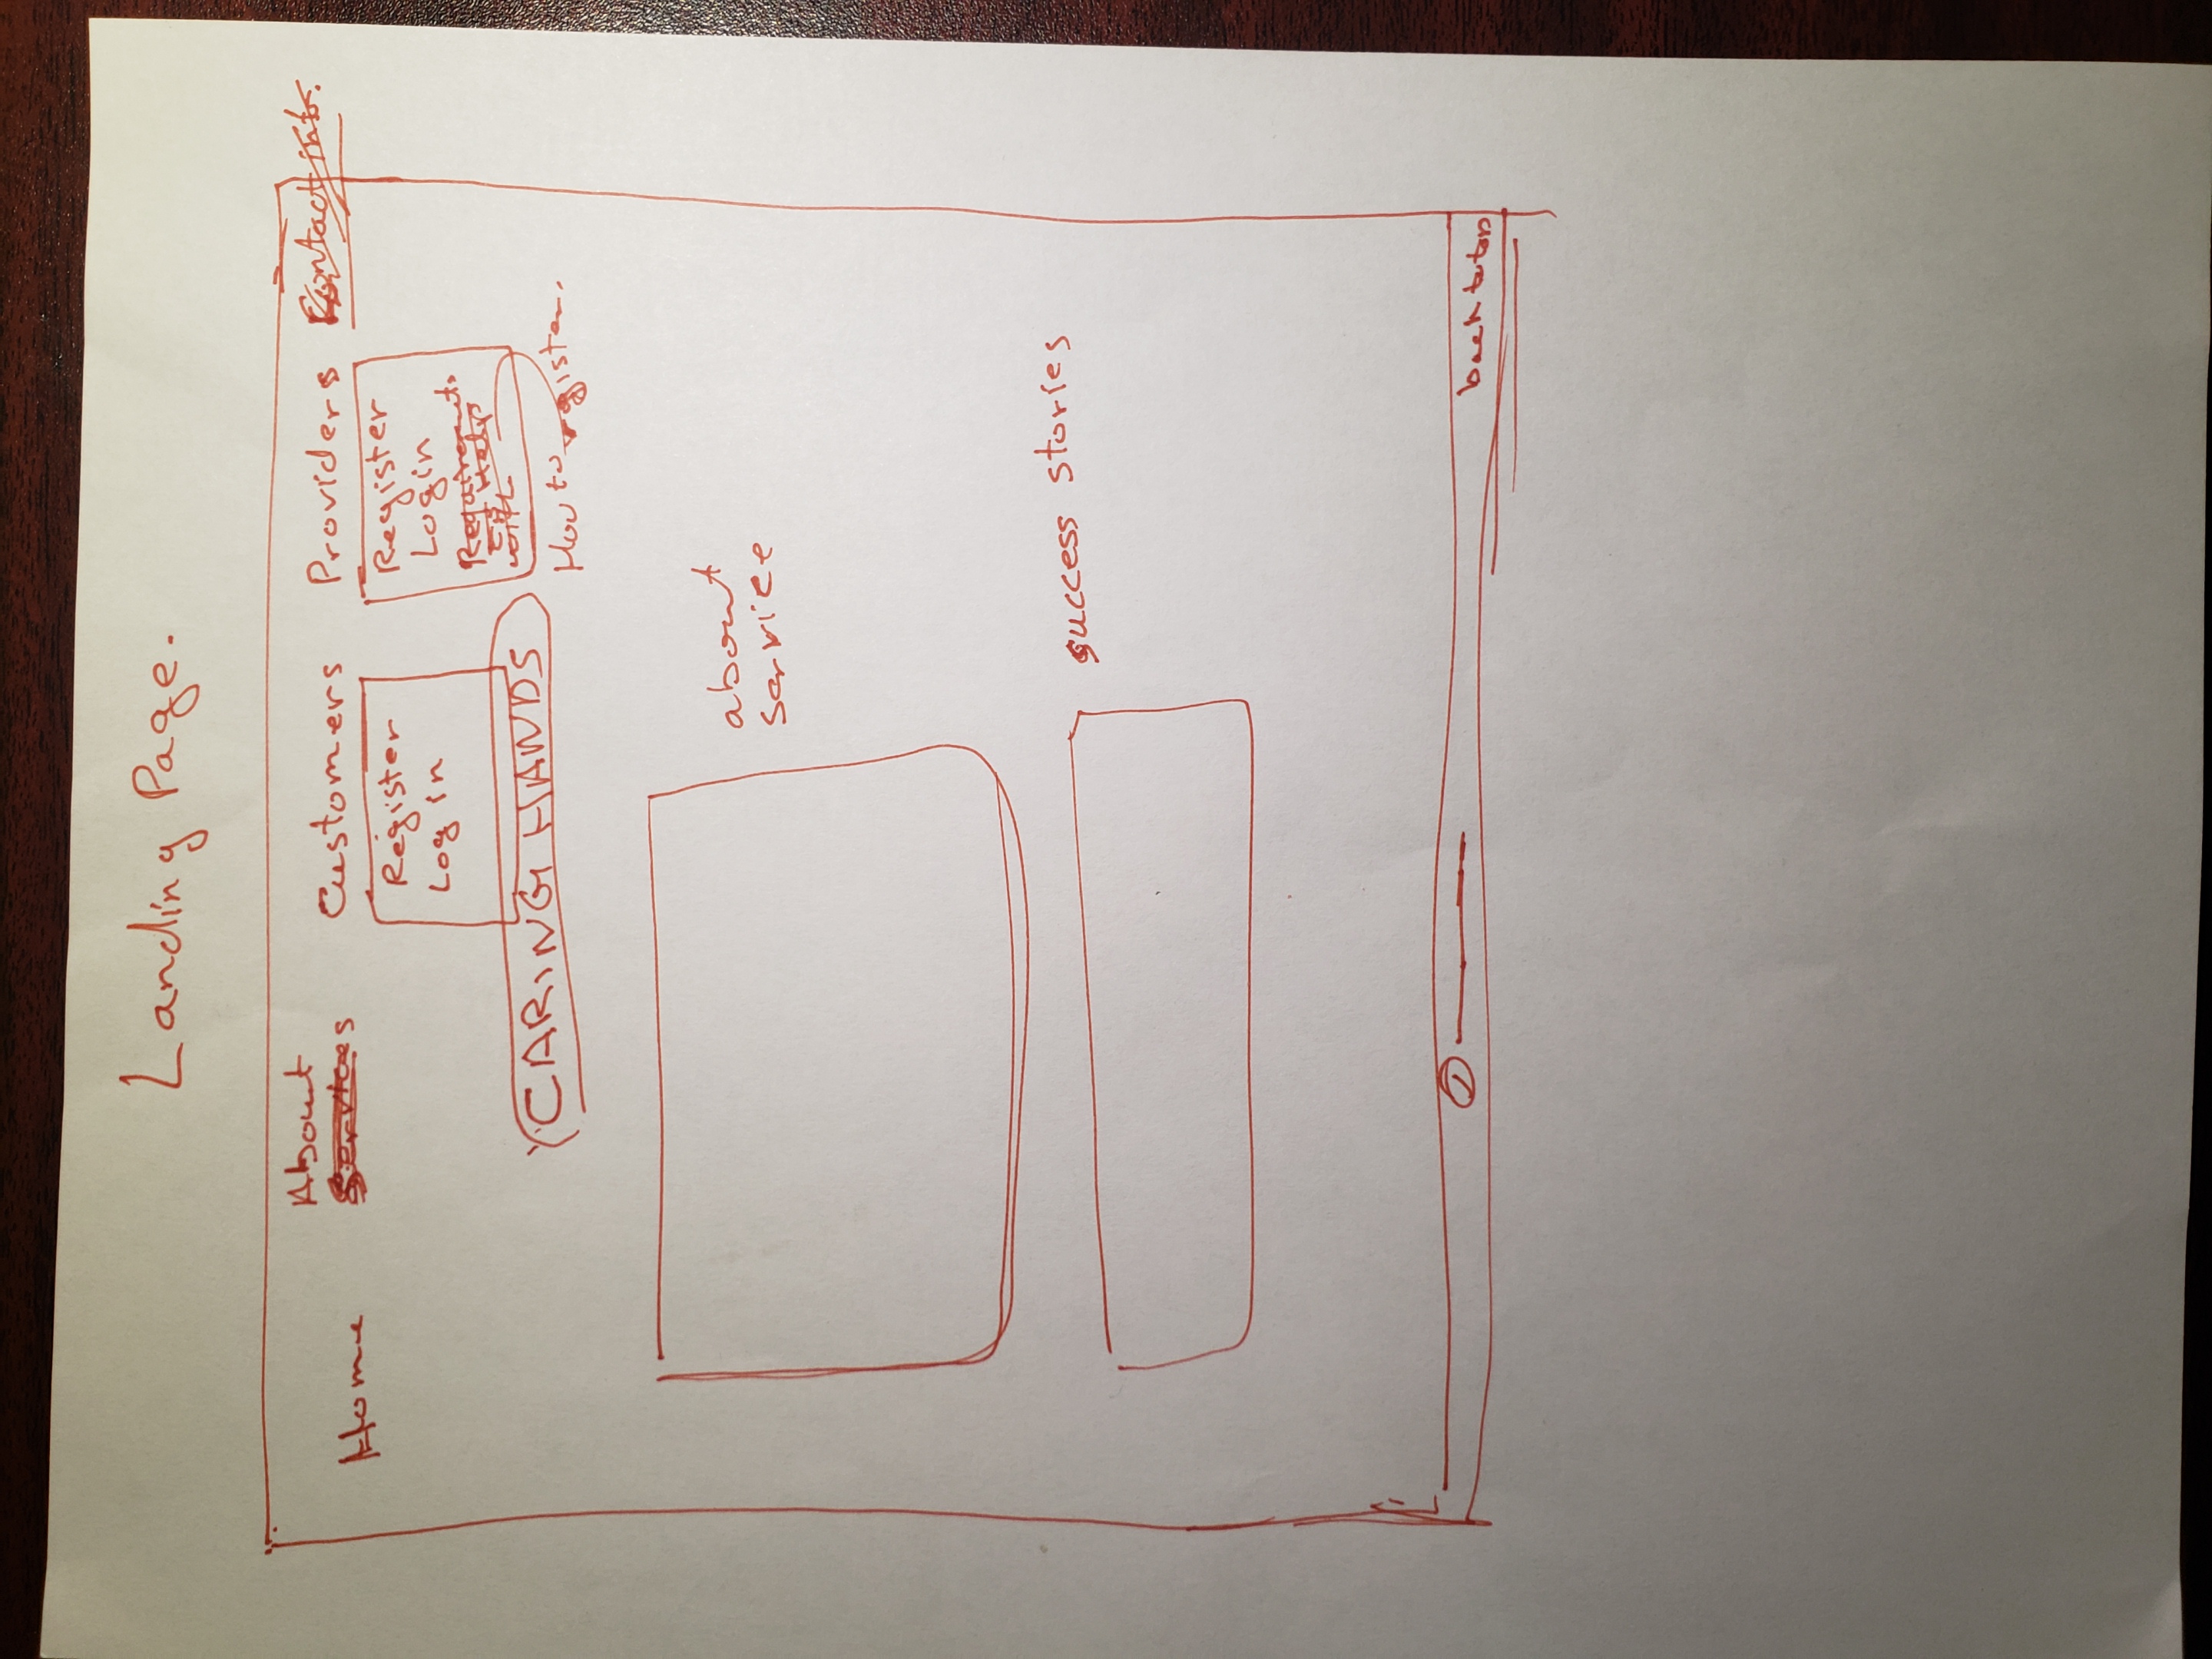 Landing Page.
Home
About
Services
Customers
Register
Log in
Providers
Register
Login
Requirements
Help
with
How to register.
Contact info.
CARING HANDS
about
service
success stories
back to top